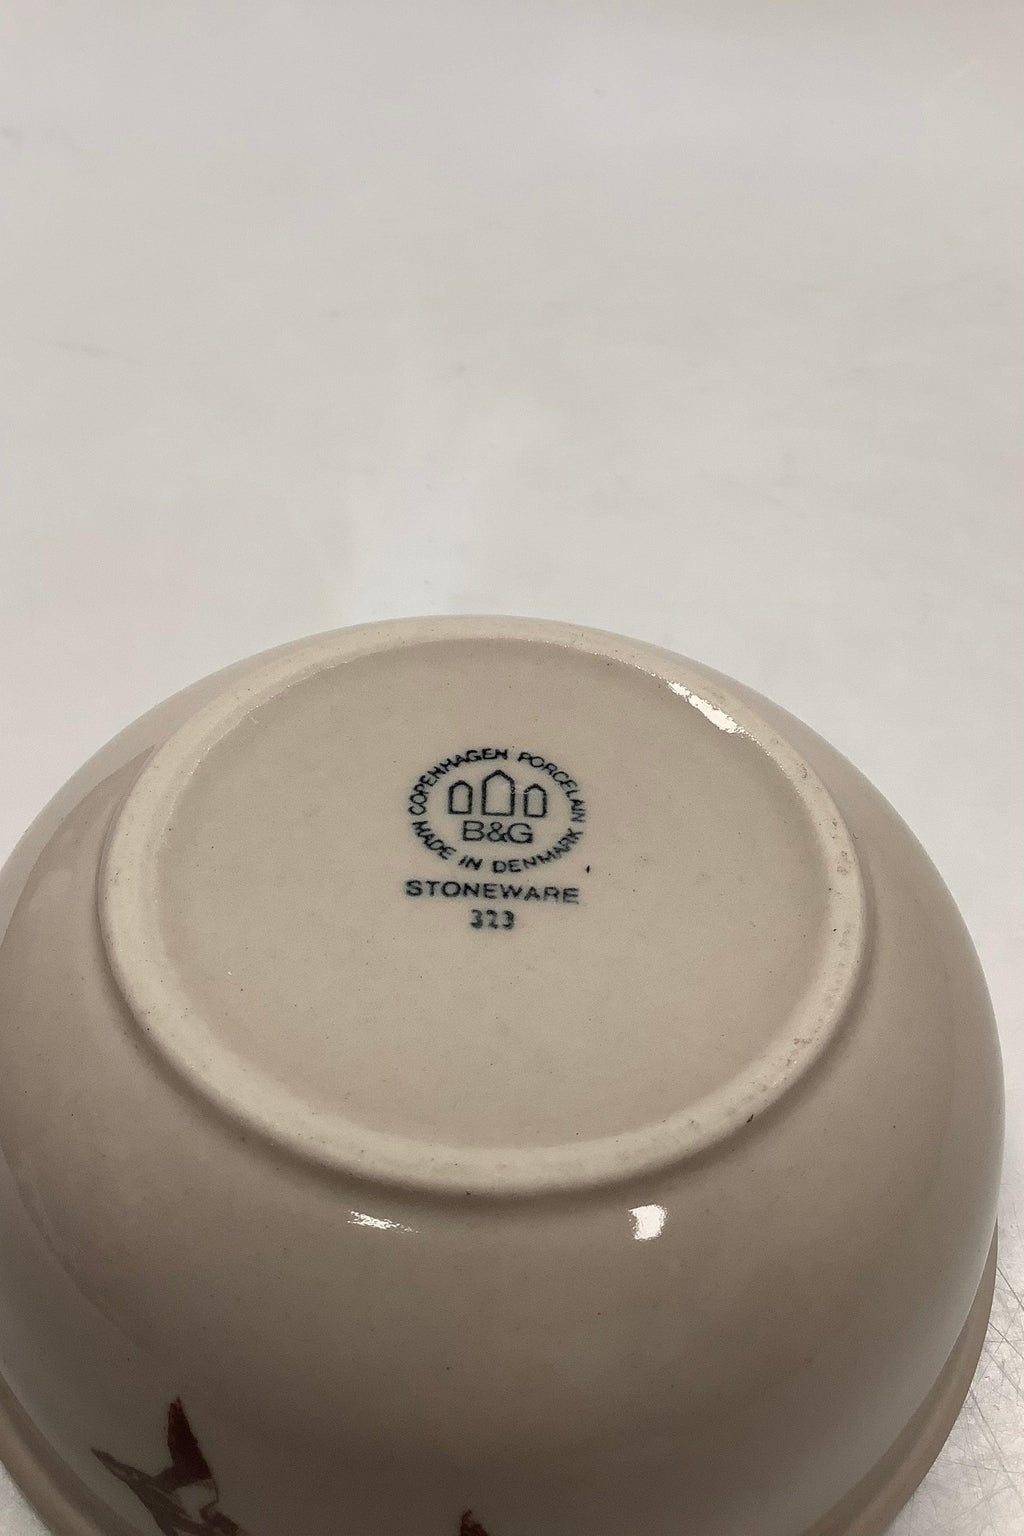 COPENHAGEN PORCELAIN
B&G
MADE IN DENMARK
STONEWARE
323